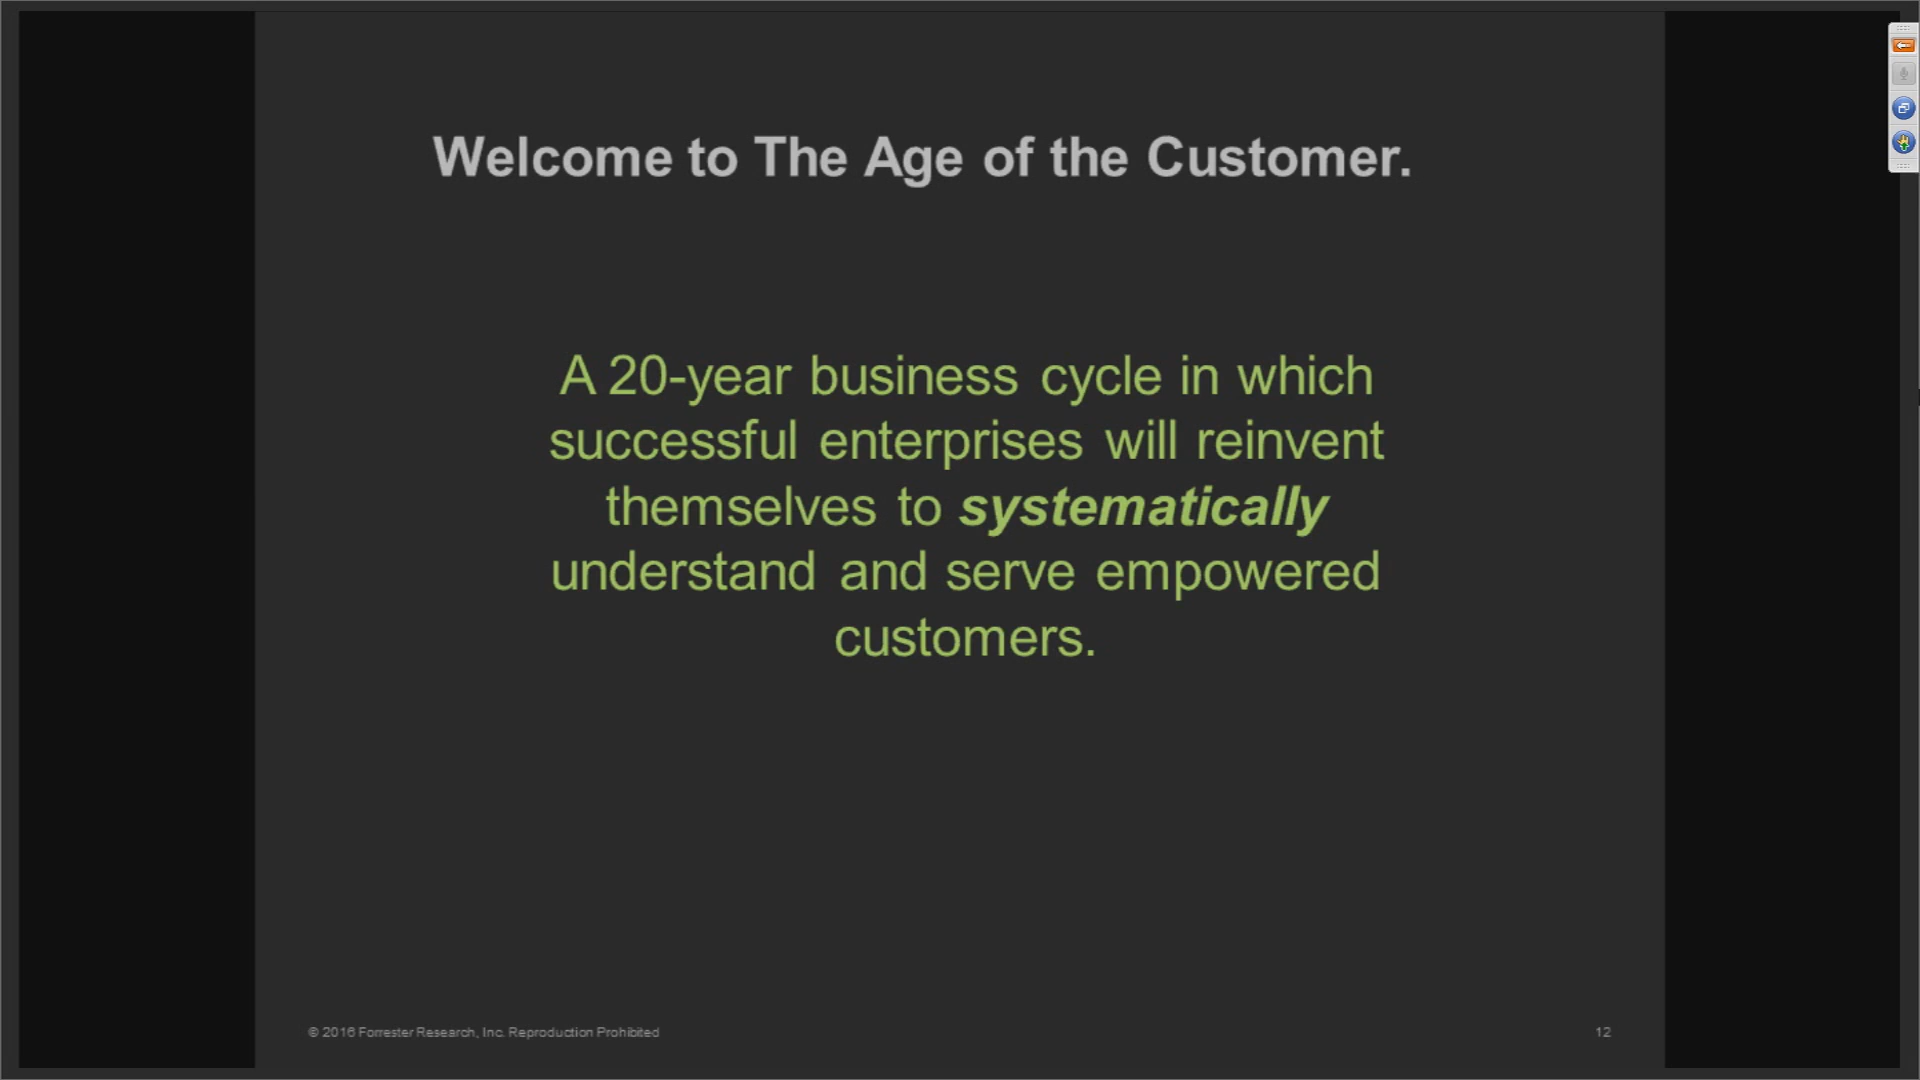 Welcome to The Age of the Customer.
A 20-year business cycle in which
successful enterprises will reinvent
themselves to systematically
understand and serve empowered
customers.
© 2016 Forrester Research, Inc. Reproduction Prohibited
12